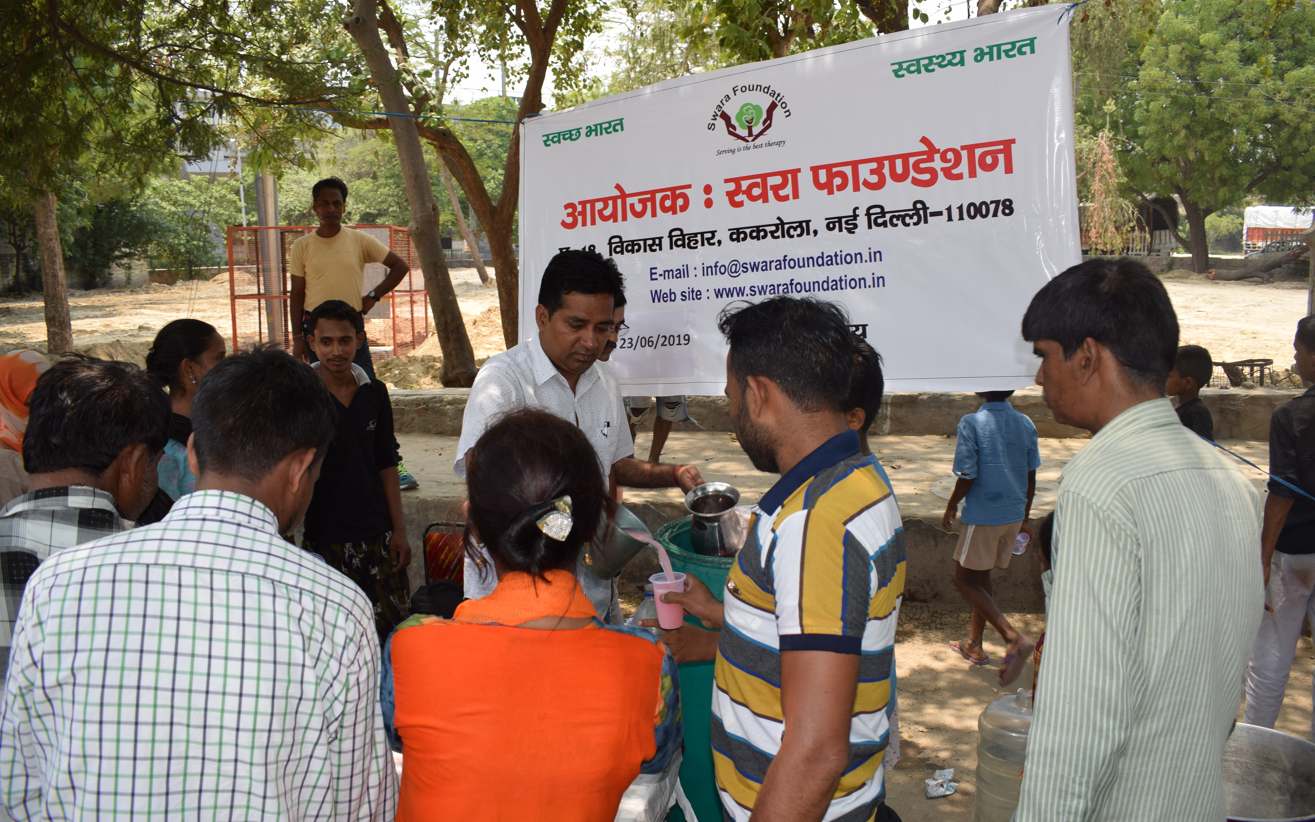 स्वच्छ भारत
स्वस्थ्य भारत
Swara Foundation
Serving is the best therapy
आयोजक : स्वरा फाउण्डेशन
विकास विहार, ककरोला, नई दिल्ली-110078
E-mail : info@swarafoundation.in
Web site : www.swarafoundation.in
23/06/2019